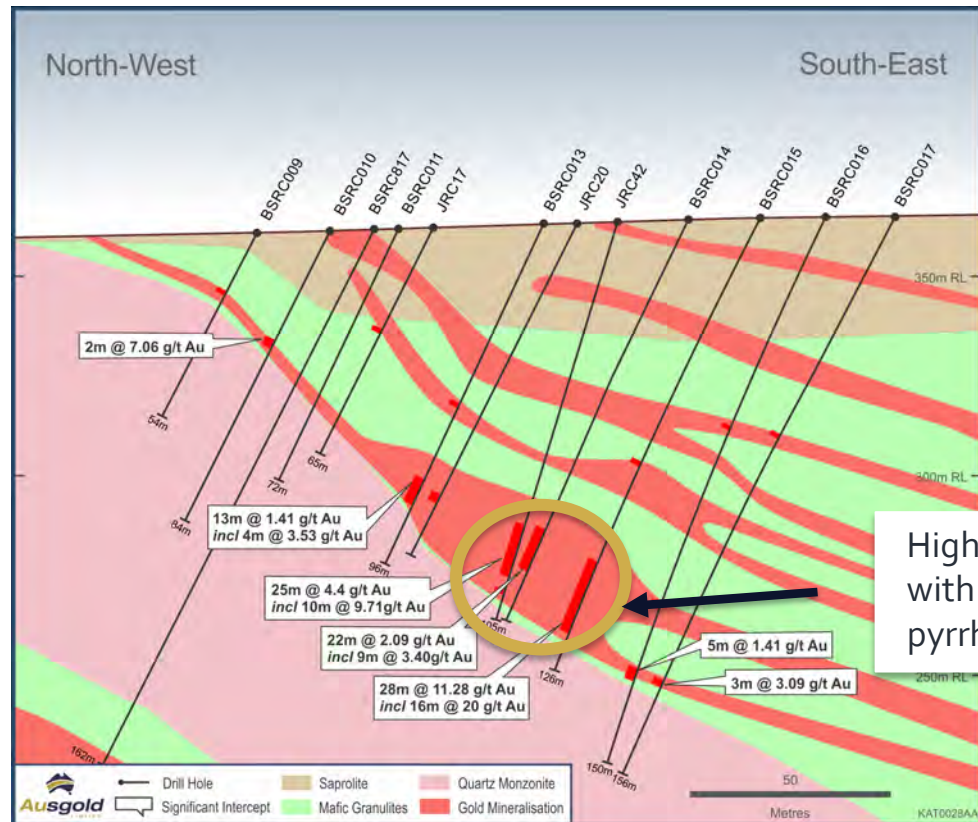 North-West
South-East
BSRC009
BSRC010
BSRC817
BSRC011
JRC17
BSRC013
JRC20
JRC42
BSRC014
BSRC015
BSRC016
BSRC017
350m RL
2m @ 7.06 g/t Au
54m
65m
72m
300m RL
84m
13m @ 1.41 g/t Au
incl 4m @ 3.53 g/t Au
96m
High
with
pyrrh
25m @ 4.4 g/t Au
incl 10m @ 9.71g/t Au
105m
22m @ 2.09 g/t Au
incl 9m @ 3.40g/t Au
5m @ 1.41 g/t Au
28m @ 11.28 g/t Au
incl 16m @ 20 g/t Au
126m
3m @ 3.09 g/t Au
250m RL
162m
150m
156m
Ausgold
Drill Hole
Saprolite
Quartz Monzonite
Significant Intercept
Mafic Granulites
Gold Mineralisation
50
Metres